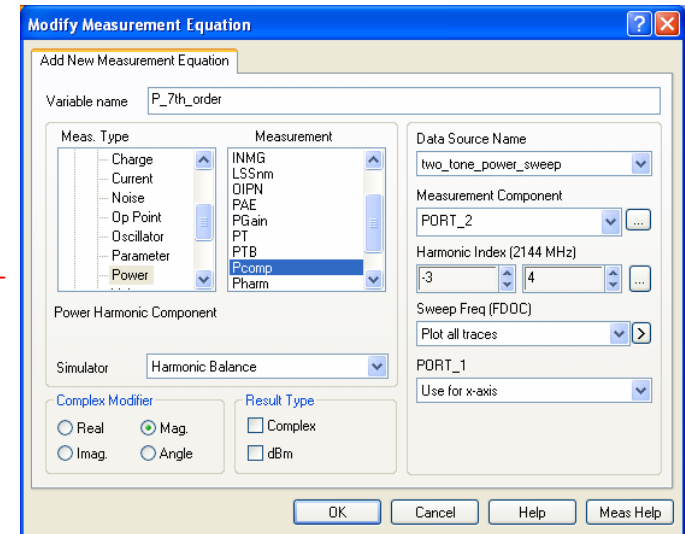 Modify Measurement Equation
Add New Measurement Equation
Variable name P_7th_order
Meas. Type Measurement
Charge
Current
Noise
Op Point
Oscillator
Parameter
Power
INMG
LSSnm
OIPN
PAE
PGain
PT
PTB
Pcomp
Pharm
Power Harmonic Component
Simulator Harmonic Balance
Complex Modifier
Real Mag.
Imag. Angle
Result Type
Complex
dBm
Data Source Name
two_tone_power_sweep
Measurement Component
PORT_2 ...
Harmonic Index (2144 MHz)
-3 4 ...
Sweep Freq (FDOC)
Plot all traces >
PORT_1
Use for x-axis
OK Cancel Help Meas Help